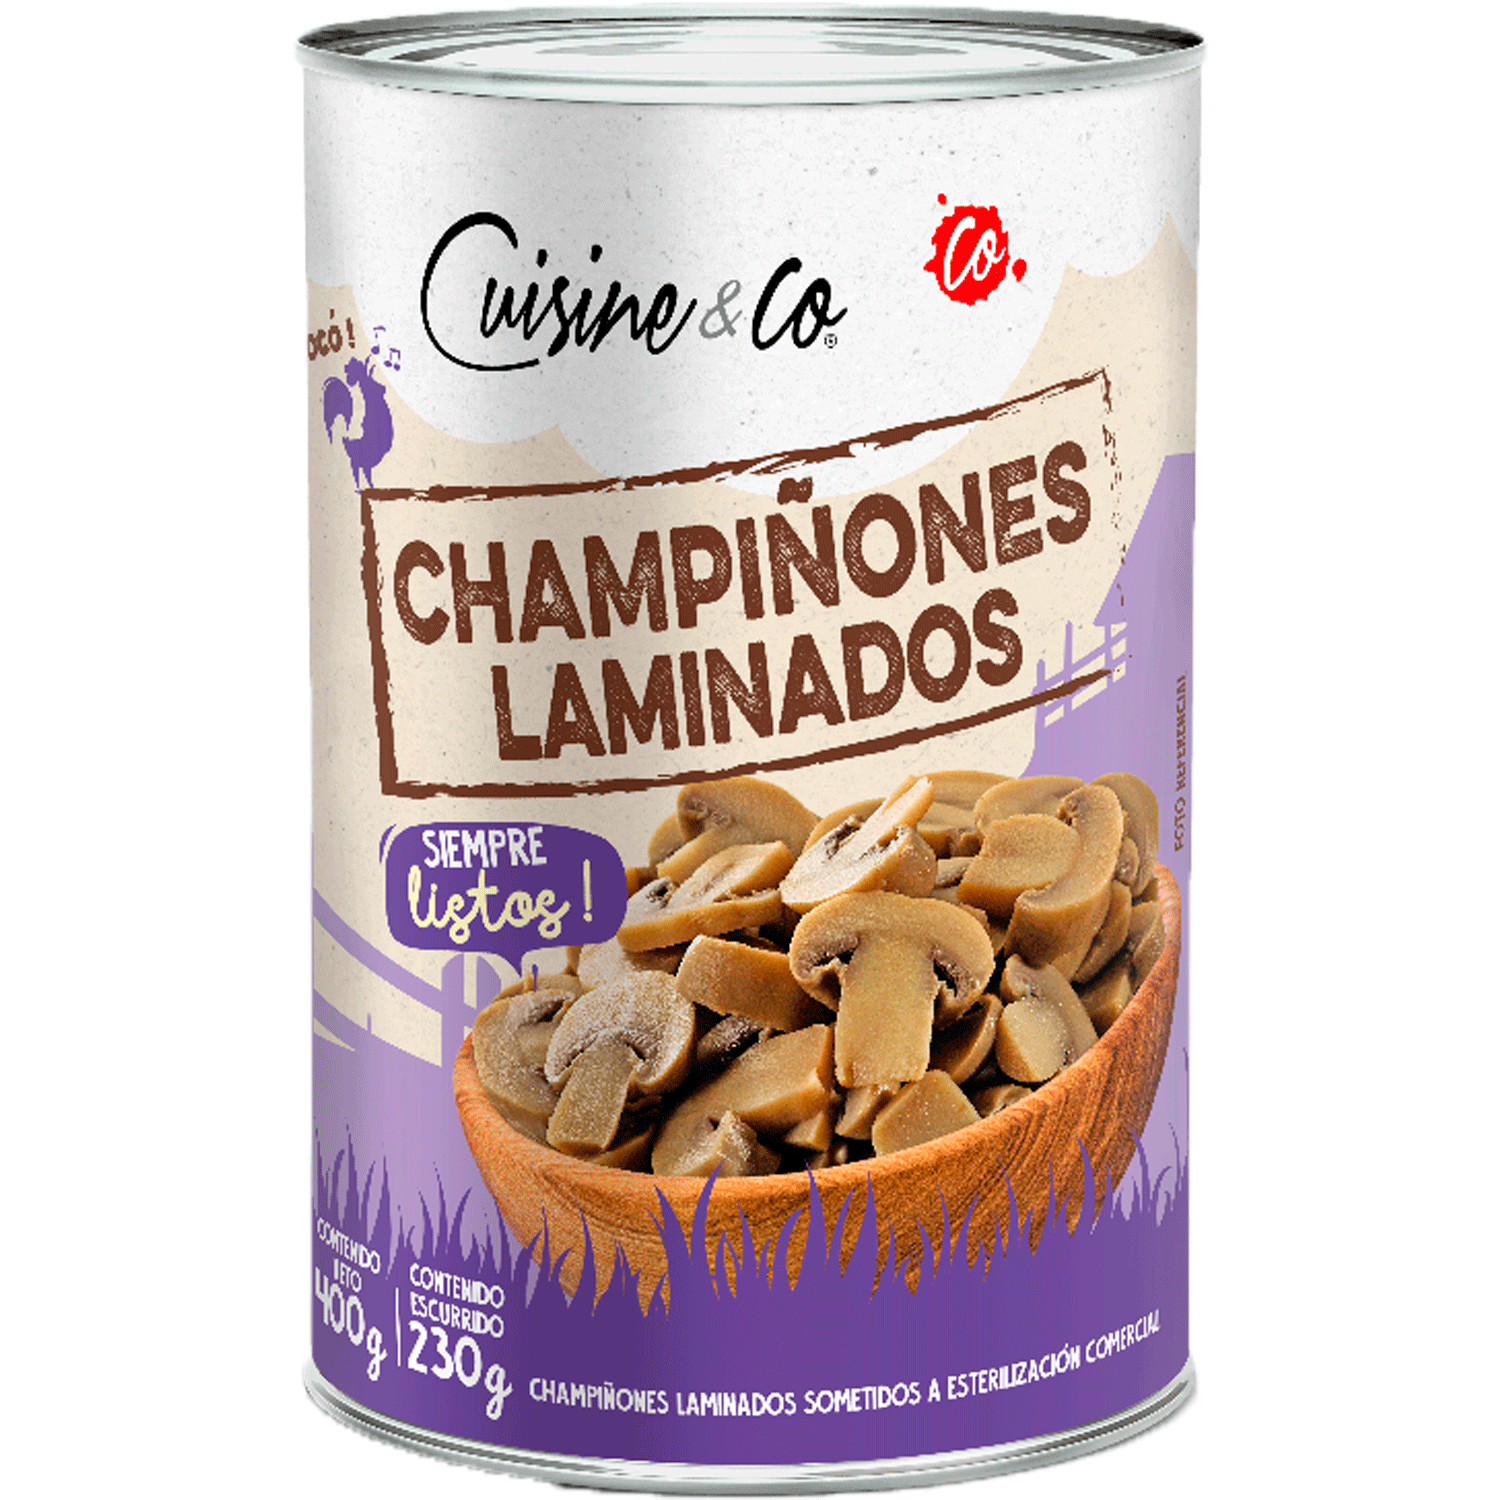 Cuisine & Co®
Co.
ocó!
CHAMPIÑONES
LAMINADOS
FOTO REFERENCIAL
SIEMPRE
listos!
CONTENIDO
NETO
400g
CONTENIDO
ESCURRIDO
230g
CHAMPIÑONES LAMINADOS SOMETIDOS A ESTERILIZACIÓN COMERCIAL